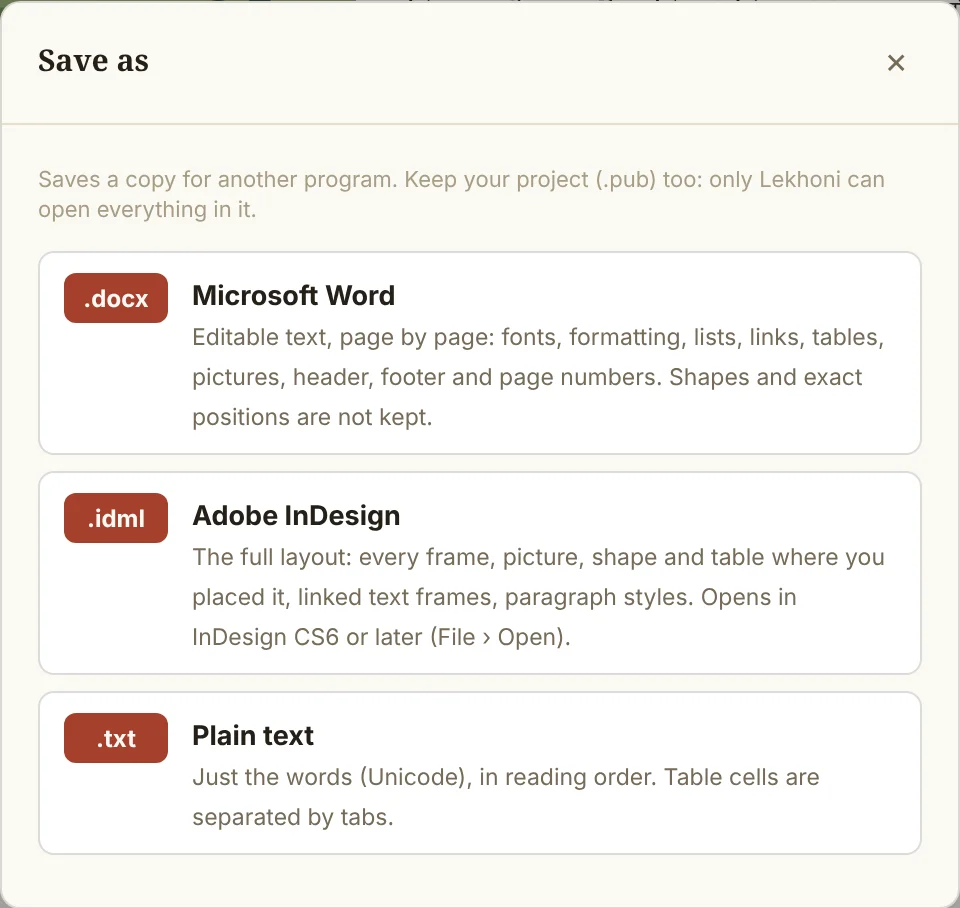 Save as
Saves a copy for another program. Keep your project (.pub) too: only Lekhoni can
open everything in it.
.docx
Microsoft Word
Editable text, page by page: fonts, formatting, lists, links, tables,
pictures, header, footer and page numbers. Shapes and exact
positions are not kept.
.idml
Adobe InDesign
The full layout: every frame, picture, shape and table where you
placed it, linked text frames, paragraph styles. Opens in
InDesign CS6 or later (File › Open).
.txt
Plain text
Just the words (Unicode), in reading order. Table cells are
separated by tabs.